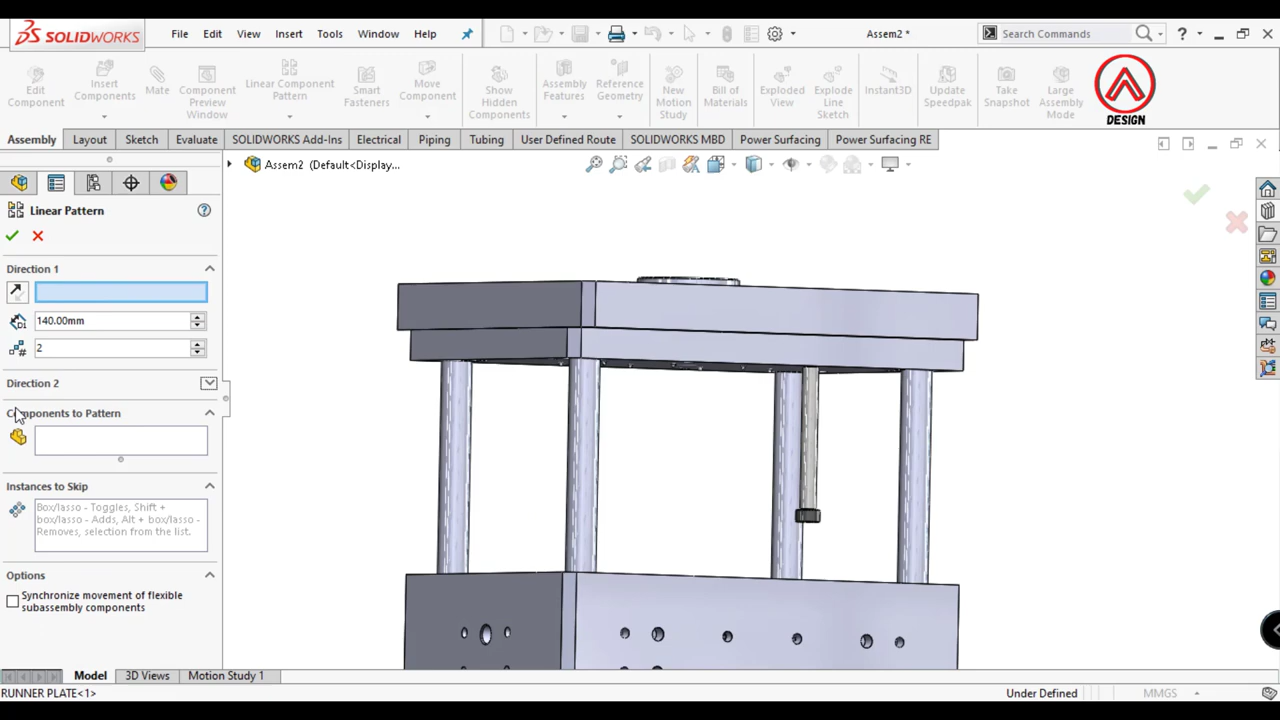 SOLIDWORKS
File Edit View Insert Tools Window Help
Assem2 *
Search Commands
Edit Component
Insert Components
Mate
Component Preview Window
Linear Component Pattern
Smart Fasteners
Move Component
Show Hidden Components
Assembly Features
Reference Geometry
New Motion Study
Bill of Materials
Exploded View
Explode Line Sketch
Instant3D
Update Speedpak
Take Snapshot
Large Assembly Mode
DESIGN
Assembly Layout Sketch Evaluate SOLIDWORKS Add-Ins Electrical Piping Tubing User Defined Route SOLIDWORKS MBD Power Surfacing Power Surfacing RE
Assem2 (Default<Display...
Linear Pattern
Direction 1
D1
140.00mm
2
Direction 2
Components to Pattern
Instances to Skip
Box/lasso - Toggles, Shift +
box/lasso - Adds, Alt + box/lasso -
Removes, selection from the list.
Options
Synchronize movement of flexible
subassembly components
Model 3D Views Motion Study 1
RUNNER PLATE<1>
Under Defined
MMGS